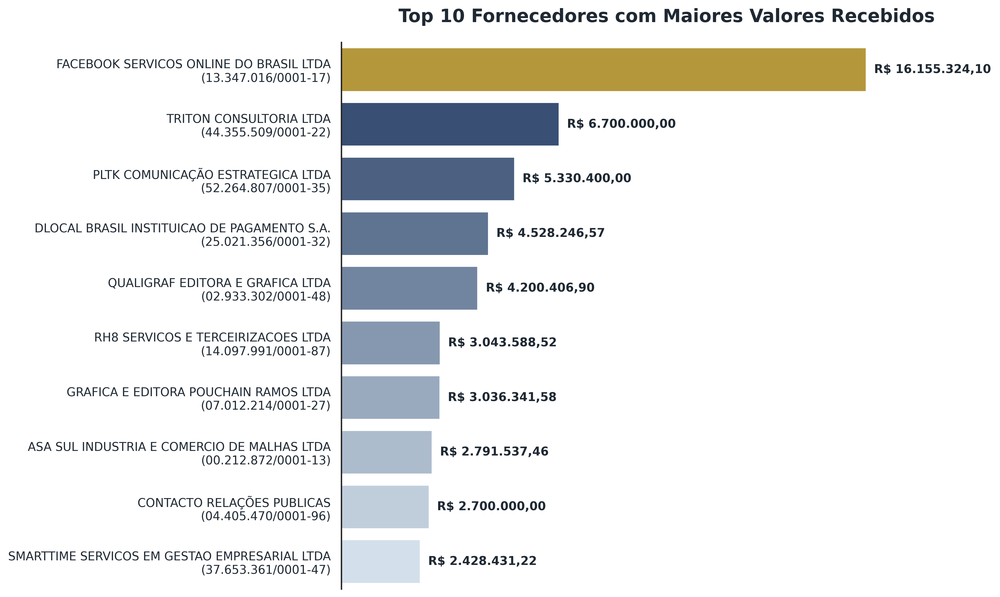 Top 10 Fornecedores com Maiores Valores Recebidos
FACEBOOK SERVICOS ONLINE DO BRASIL LTDA
(13.347.016/0001-17)
R$ 16.155.324,10
TRITON CONSULTORIA LTDA
(44.355.509/0001-22)
R$ 6.700.000,00
PLTK COMUNICAÇÃO ESTRATEGICA LTDA
(52.264.807/0001-35)
R$ 5.330.400,00
DLOCAL BRASIL INSTITUICAO DE PAGAMENTO S.A.
(25.021.356/0001-32)
R$ 4.528.246,57
QUALIGRAF EDITORA E GRAFICA LTDA
(02.933.302/0001-48)
R$ 4.200.406,90
RH8 SERVICOS E TERCEIRIZACOES LTDA
(14.097.991/0001-87)
R$ 3.043.588,52
GRAFICA E EDITORA POUCHAIN RAMOS LTDA
(07.012.214/0001-27)
R$ 3.036.341,58
ASA SUL INDUSTRIA E COMERCIO DE MALHAS LTDA
(00.212.872/0001-13)
R$ 2.791.537,46
CONTACTO RELAÇÕES PUBLICAS
(04.405.470/0001-96)
R$ 2.700.000,00
SMARTTIME SERVICOS EM GESTAO EMPRESARIAL LTDA
(37.653.361/0001-47)
R$ 2.428.431,22